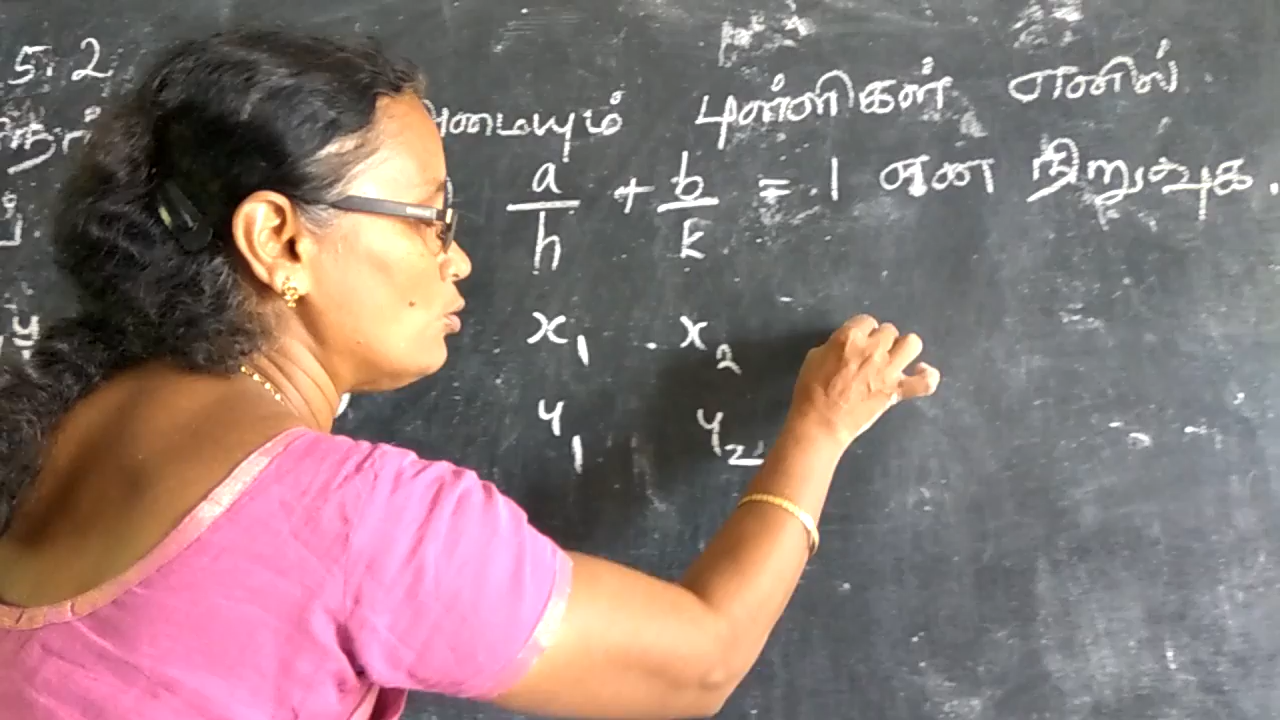 5.2
அமையும் புள்ளிகள் எனில்
a/h + b/k = 1 என நிறுவுக.
x₁ x₂
y₁ y₂